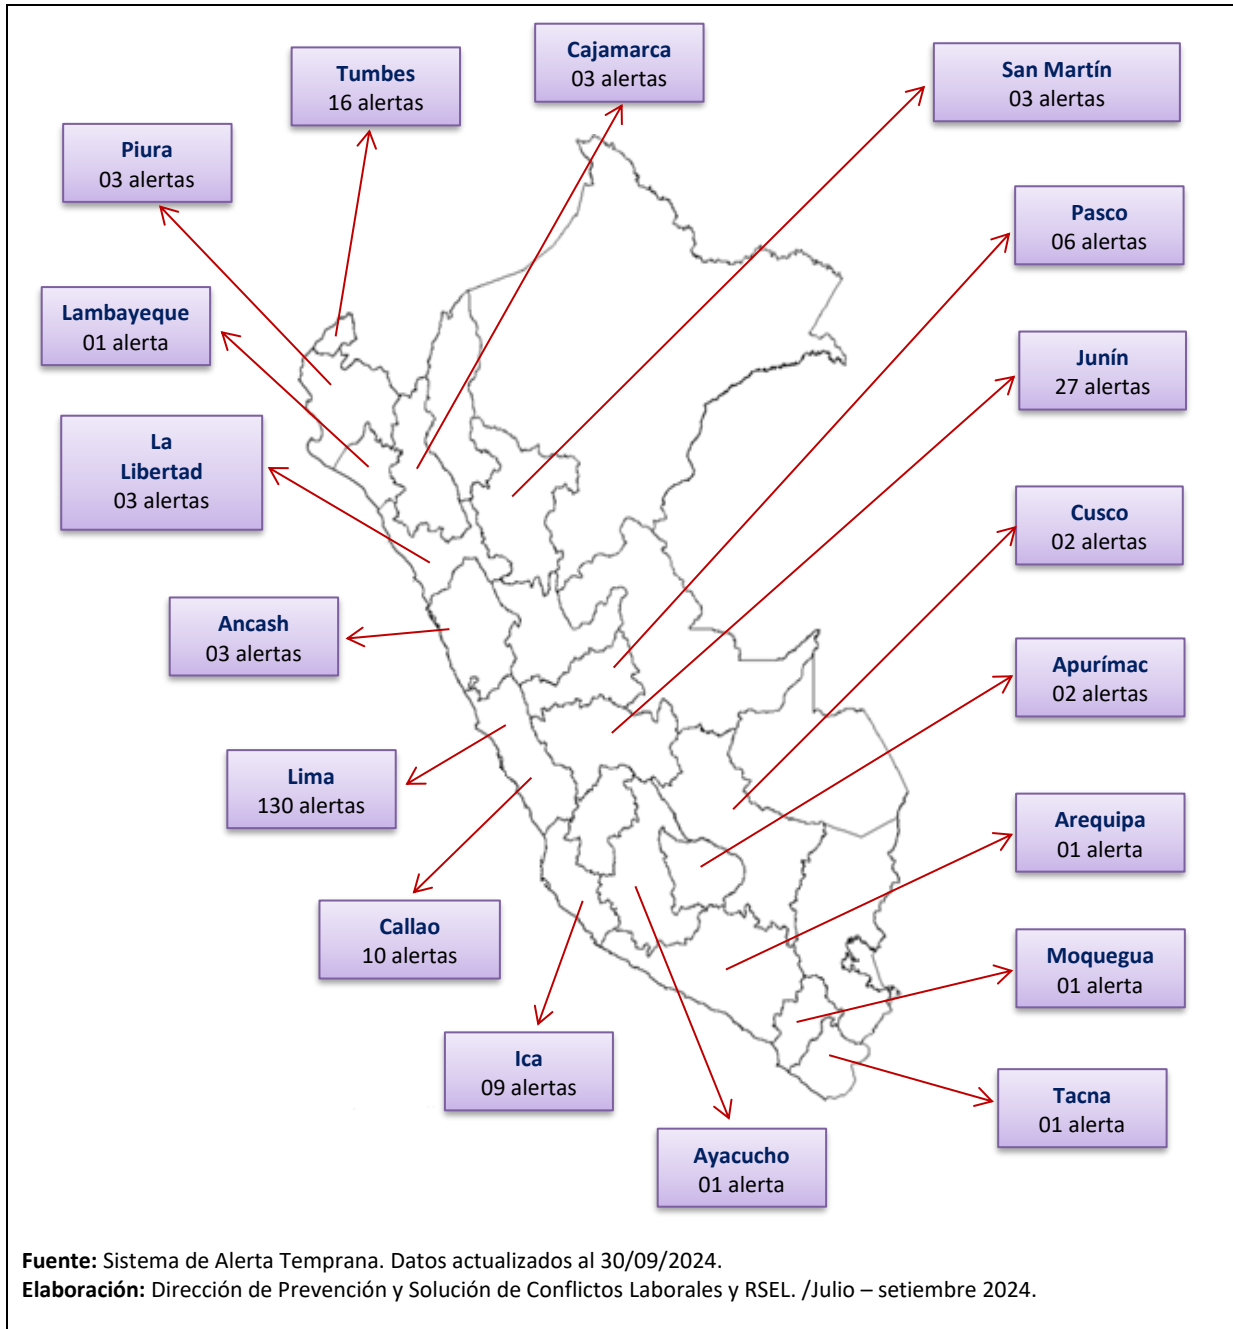 Cajamarca
03 alertas
Tumbes
16 alertas
San Martín
03 alertas
Piura
03 alertas
Pasco
06 alertas
Lambayeque
01 alerta
Junín
27 alertas
La
Libertad
03 alertas
Cusco
02 alertas
Ancash
03 alertas
Apurímac
02 alertas
Lima
130 alertas
Arequipa
01 alerta
Callao
10 alertas
Moquegua
01 alerta
Ica
09 alertas
Tacna
01 alerta
Ayacucho
01 alerta
Fuente: Sistema de Alerta Temprana. Datos actualizados al 30/09/2024.
Elaboración: Dirección de Prevención y Solución de Conflictos Laborales y RSEL. /Julio – setiembre 2024.